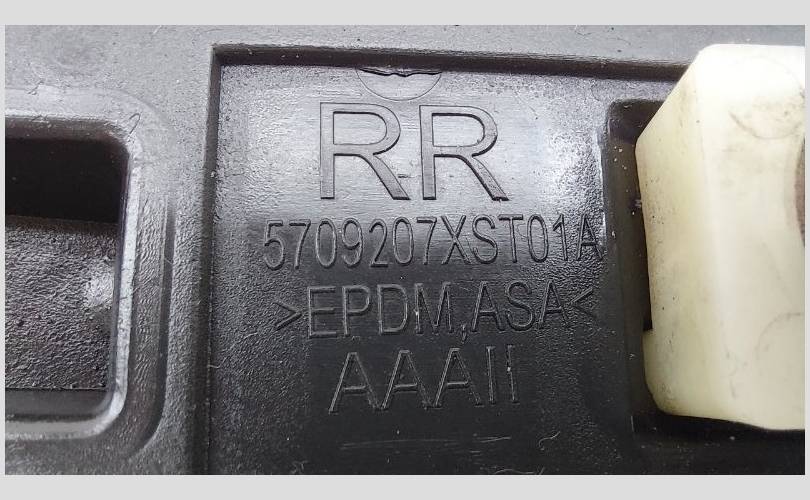 RR
5709207XST01A
>EPDM,ASA<
AAAII